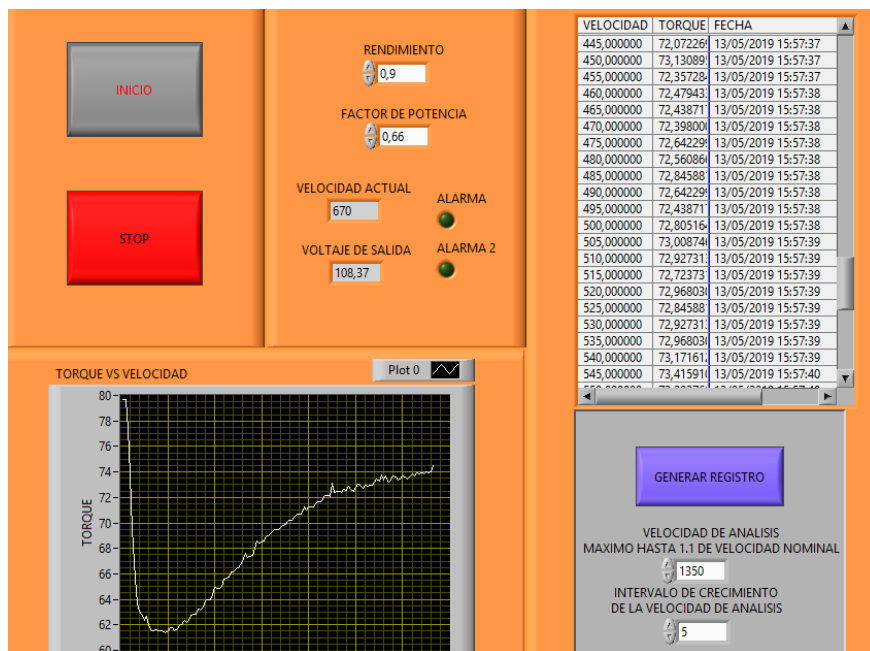 INICIO
STOP
RENDIMIENTO
0,9
FACTOR DE POTENCIA
0,66
VELOCIDAD ACTUAL
670
ALARMA
VOLTAJE DE SALIDA
108,37
ALARMA 2
VELOCIDAD TORQUE FECHA
445,000000 72,07226 13/05/2019 15:57:37
450,000000 73,13089 13/05/2019 15:57:37
455,000000 72,35728 13/05/2019 15:57:37
460,000000 72,47943 13/05/2019 15:57:38
465,000000 72,43871 13/05/2019 15:57:38
470,000000 72,39800 13/05/2019 15:57:38
475,000000 72,64229 13/05/2019 15:57:38
480,000000 72,56086 13/05/2019 15:57:38
485,000000 72,84588 13/05/2019 15:57:38
490,000000 72,64229 13/05/2019 15:57:38
495,000000 72,43871 13/05/2019 15:57:38
500,000000 72,80516 13/05/2019 15:57:38
505,000000 73,00874 13/05/2019 15:57:39
510,000000 72,92731 13/05/2019 15:57:39
515,000000 72,72373 13/05/2019 15:57:39
520,000000 72,96803 13/05/2019 15:57:39
525,000000 72,84588 13/05/2019 15:57:39
530,000000 72,92731 13/05/2019 15:57:39
535,000000 72,96803 13/05/2019 15:57:39
540,000000 73,17161 13/05/2019 15:57:40
545,000000 73,41591 13/05/2019 15:57:40
TORQUE VS VELOCIDAD
Plot 0
80
78
76
74
72
70
68
66
64
62
60
TORQUE
GENERAR REGISTRO
VELOCIDAD DE ANALISIS
MAXIMO HASTA 1.1 DE VELOCIDAD NOMINAL
1350
INTERVALO DE CRECIMIENTO
DE LA VELOCIDAD DE ANALISIS
5